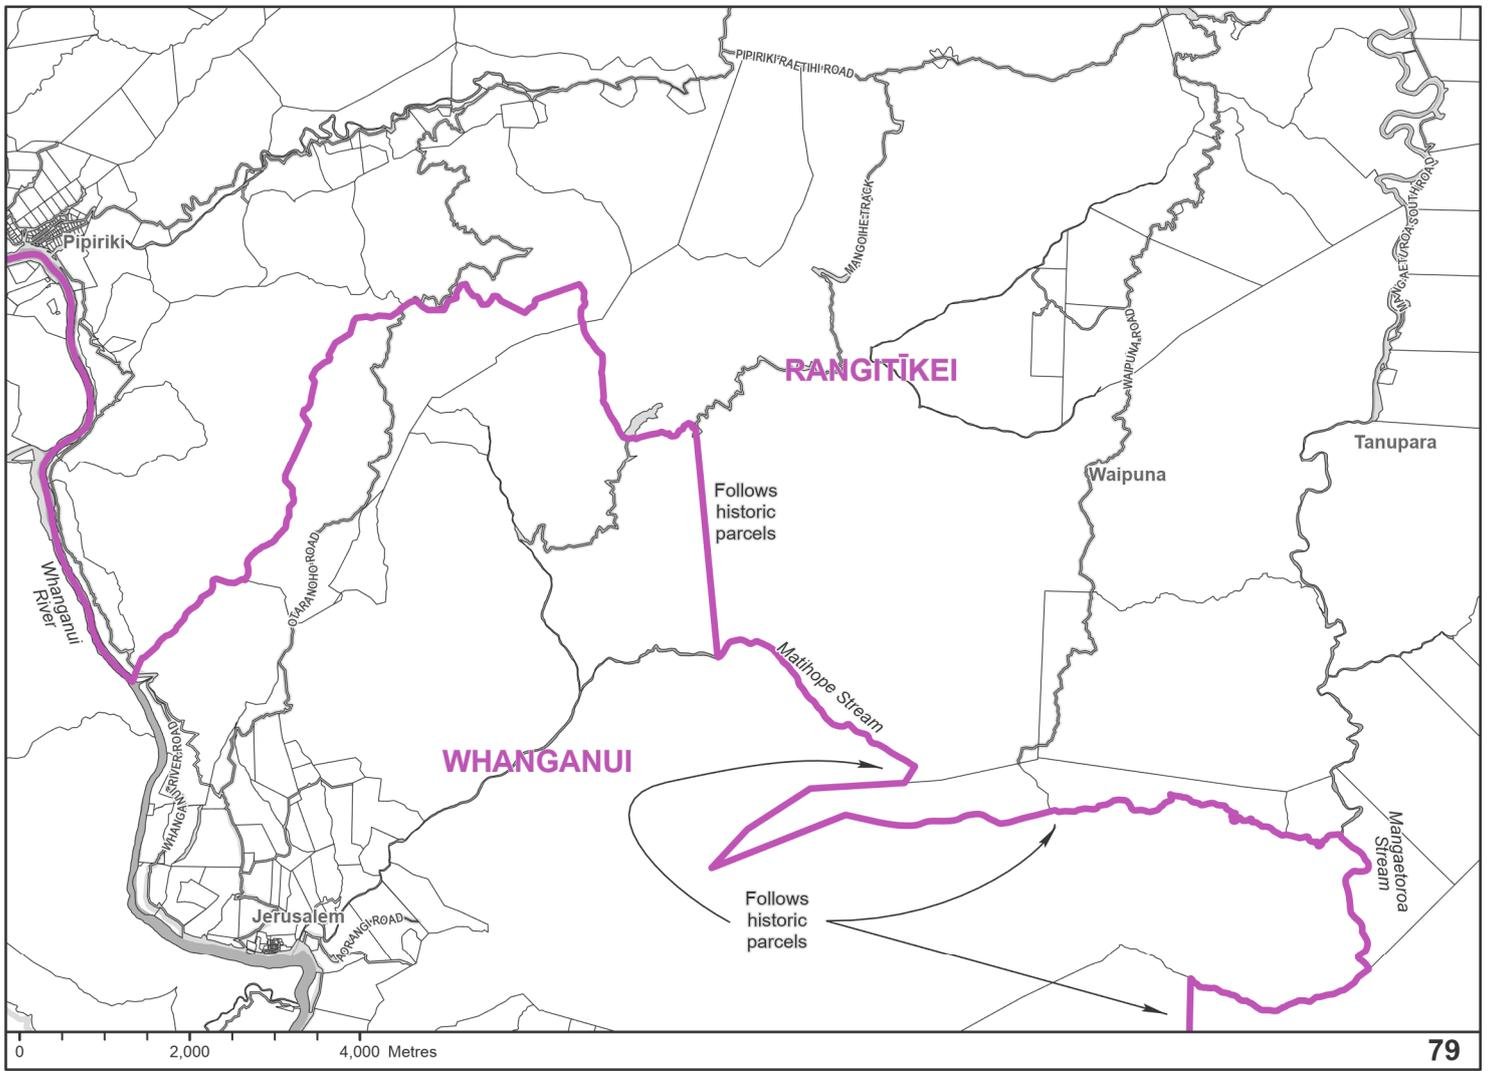 PIPIRIKI RAETIHI ROAD
MANGAETUROA SOUTH ROAD
MANGOIHE TRACK
Pipiriki
WAIPUNA ROAD
RANGITĪKEI
Tanupara
Waipuna
Follows
historic
parcels
OTARANOHO ROAD
Whanganui
River
Matihope Stream
WHANGANUI
WHANGANUI RIVER ROAD
Mangaetoroa
Stream
Follows
historic
parcels
Jerusalem
AORANGI ROAD
0 2,000 4,000 Metres
79